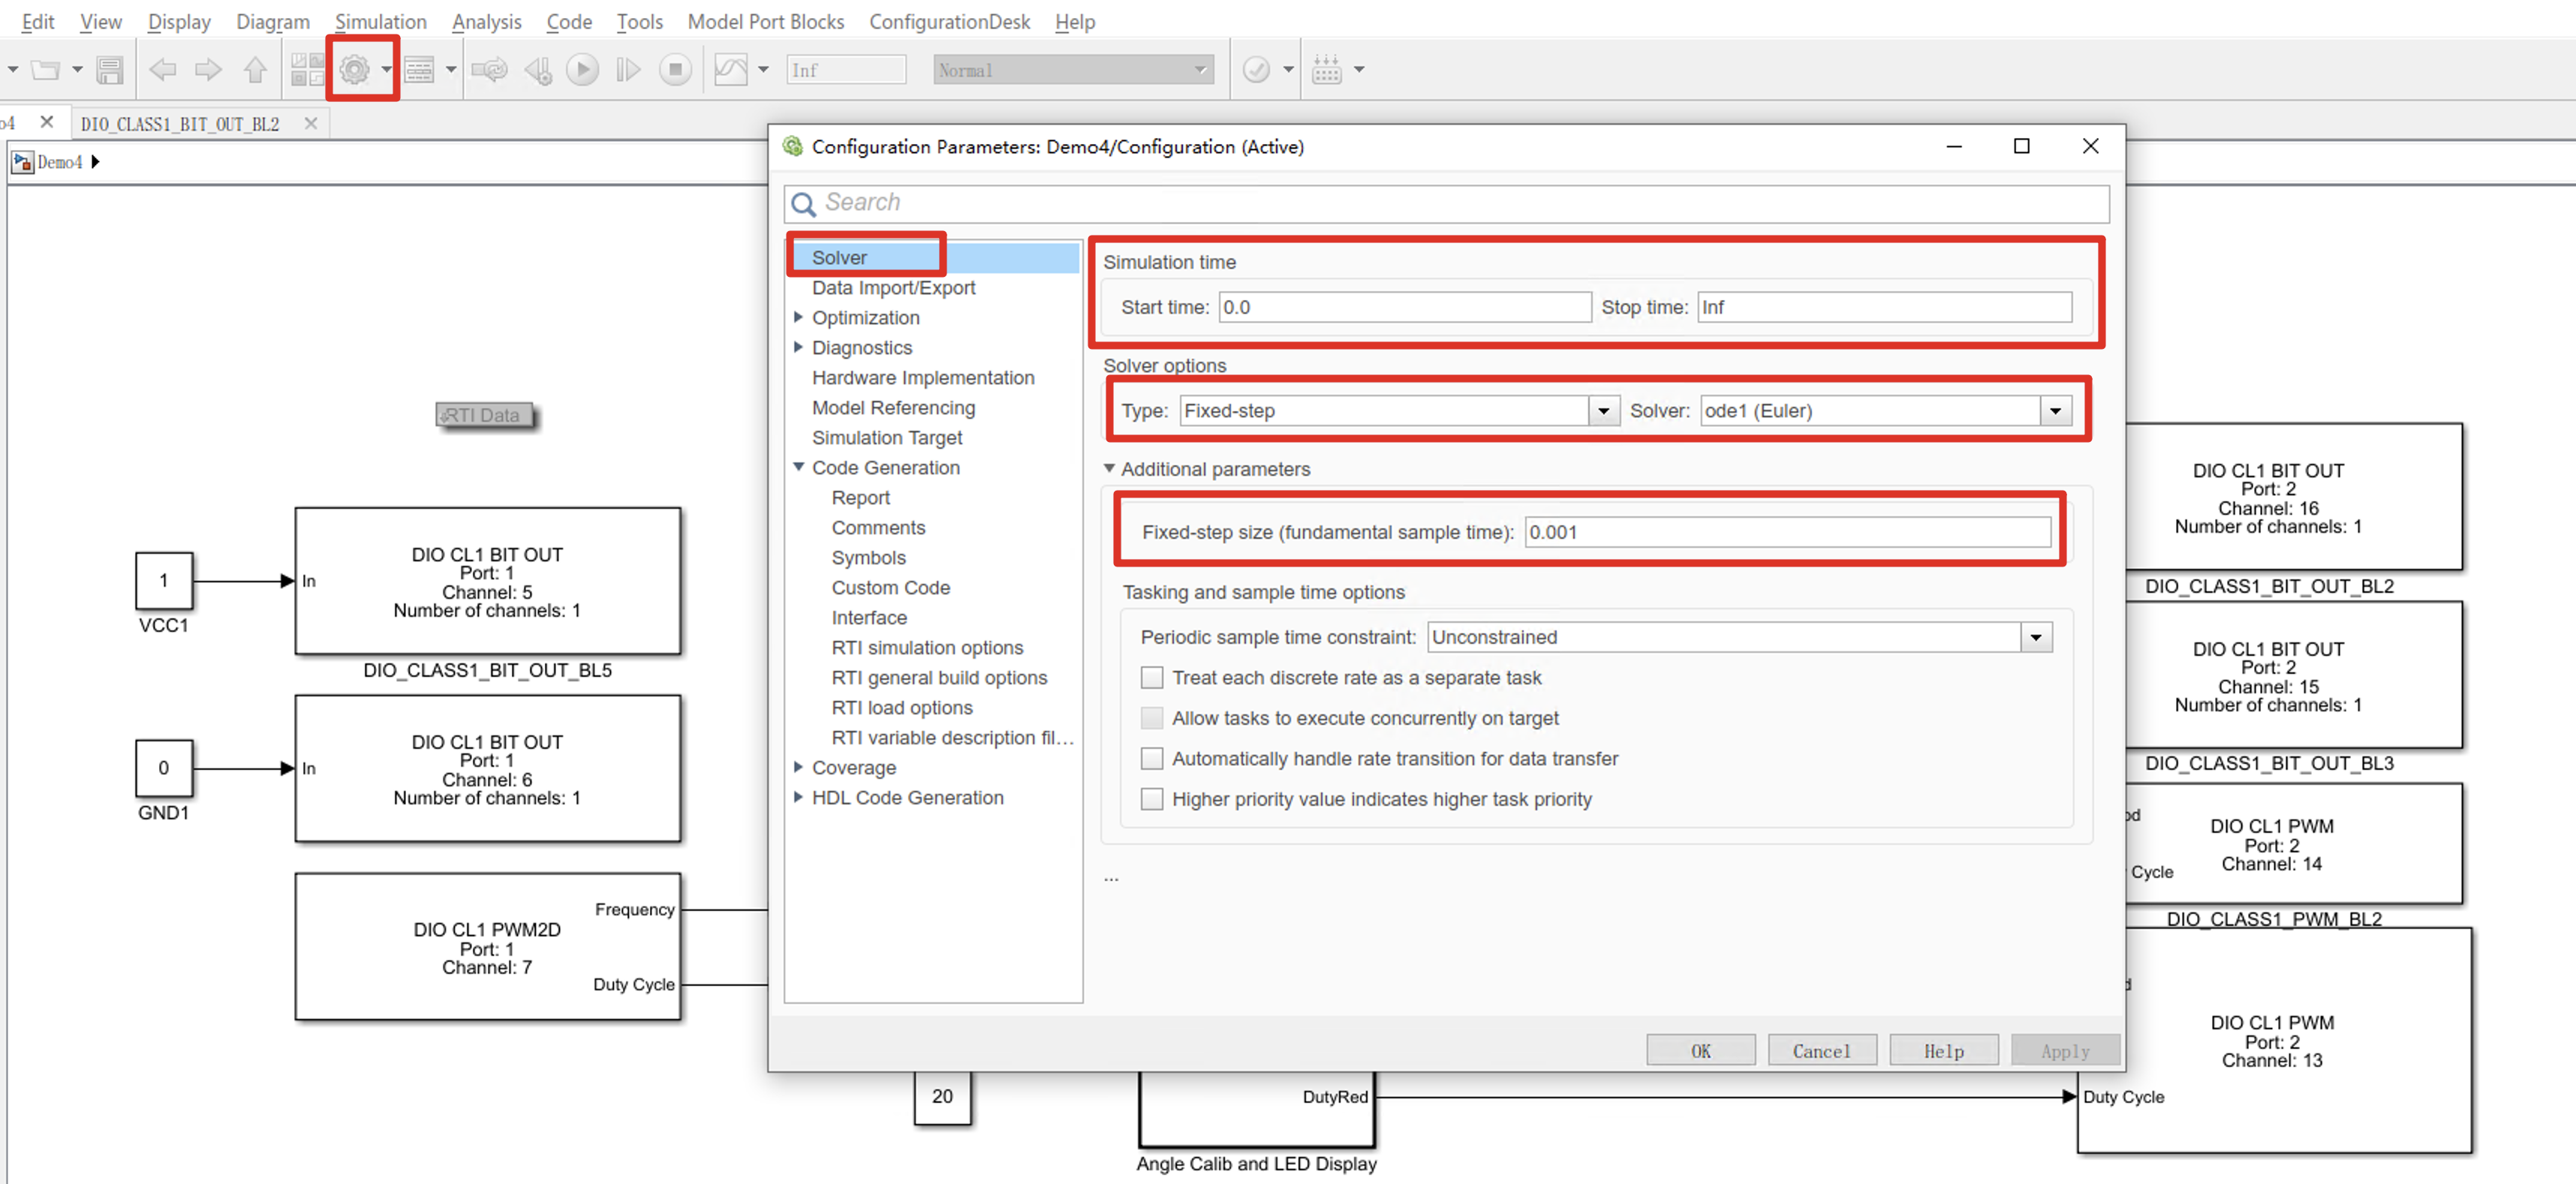 Edit View Display Diagram Simulation Analysis Code Tools Model Port Blocks ConfigurationDesk Help
Inf
Normal
o4
DIO_CLASS1_BIT_OUT_BL2
Demo4
Configuration Parameters: Demo4/Configuration (Active)
Search
Solver
Data Import/Export
Optimization
Diagnostics
Hardware Implementation
Model Referencing
Simulation Target
Code Generation
Report
Comments
Symbols
Custom Code
Interface
RTI simulation options
RTI general build options
RTI load options
RTI variable description fil...
Coverage
HDL Code Generation
Simulation time
Start time: 0.0 Stop time: Inf
Solver options
Type: Fixed-step Solver: ode1 (Euler)
Additional parameters
Fixed-step size (fundamental sample time): 0.001
Tasking and sample time options
Periodic sample time constraint: Unconstrained
Treat each discrete rate as a separate task
Allow tasks to execute concurrently on target
Automatically handle rate transition for data transfer
Higher priority value indicates higher task priority
...
OK Cancel Help Apply
RTI Data
1
VCC1
In
DIO CL1 BIT OUT
Port: 1
Channel: 5
Number of channels: 1
DIO_CLASS1_BIT_OUT_BL5
0
GND1
In
DIO CL1 BIT OUT
Port: 1
Channel: 6
Number of channels: 1
DIO CL1 PWM2D
Port: 1
Channel: 7
Frequency
Duty Cycle
DIO CL1 BIT OUT
Port: 2
Channel: 16
Number of channels: 1
DIO_CLASS1_BIT_OUT_BL2
DIO CL1 BIT OUT
Port: 2
Channel: 15
Number of channels: 1
DIO_CLASS1_BIT_OUT_BL3
od
Cycle
DIO CL1 PWM
Port: 2
Channel: 14
DIO_CLASS1_PWM_BL2
d
DIO CL1 PWM
Port: 2
Channel: 13
Duty Cycle
20
DutyRed
Angle Calib and LED Display